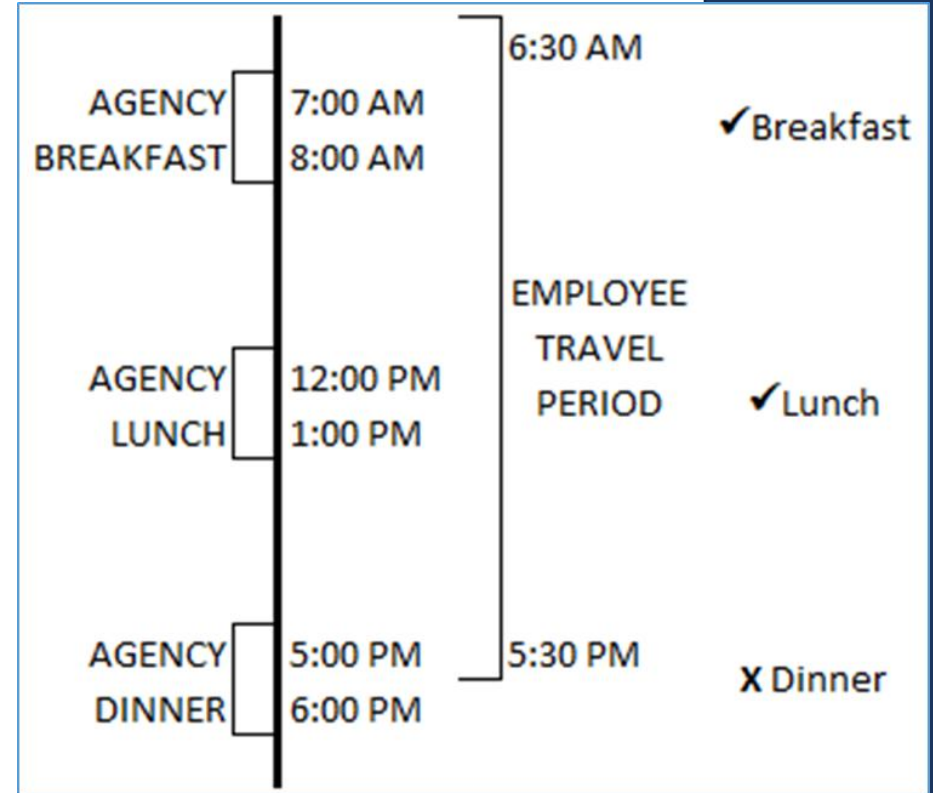 6:30 AM
AGENCY 7:00 AM
✔Breakfast
BREAKFAST 8:00 AM
EMPLOYEE
TRAVEL
AGENCY 12:00 PM
PERIOD ✔Lunch
LUNCH 1:00 PM
AGENCY 5:00 PM 5:30 PM
X Dinner
DINNER 6:00 PM